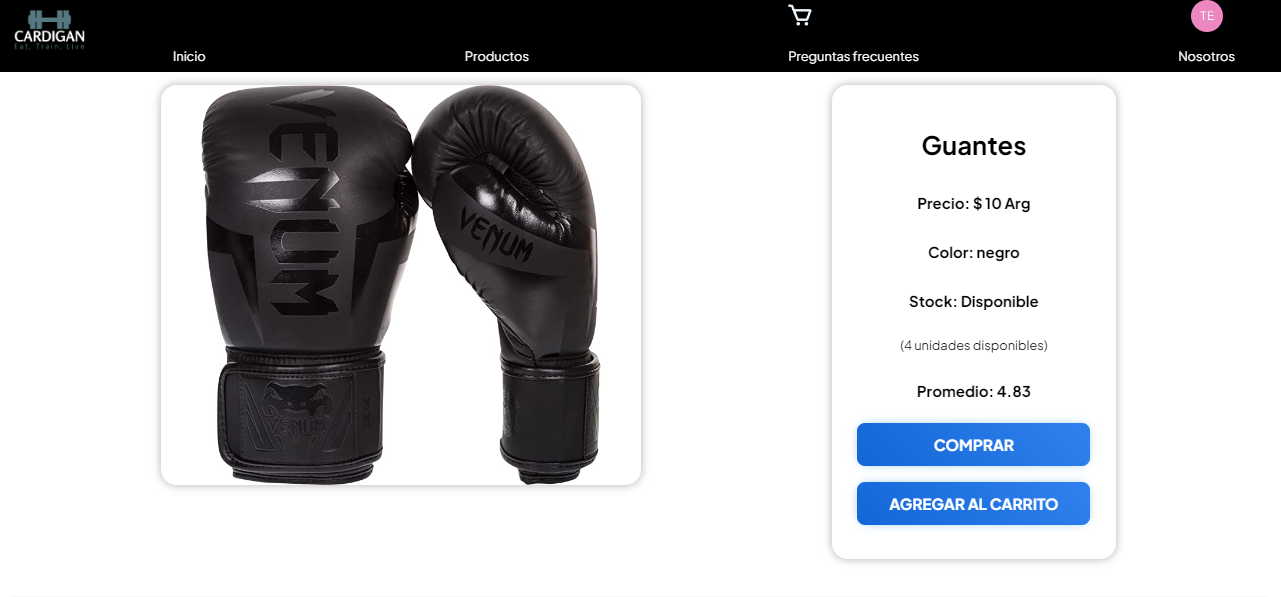 CARDIGAN
Eat, Train, Live
TE
Inicio
Productos
Preguntas frecuentes
Nosotros
VENUM
VENUM
VENUM
Guantes
Precio: $ 10 Arg
Color: negro
Stock: Disponible
(4 unidades disponibles)
Promedio: 4.83
COMPRAR
AGREGAR AL CARRITO